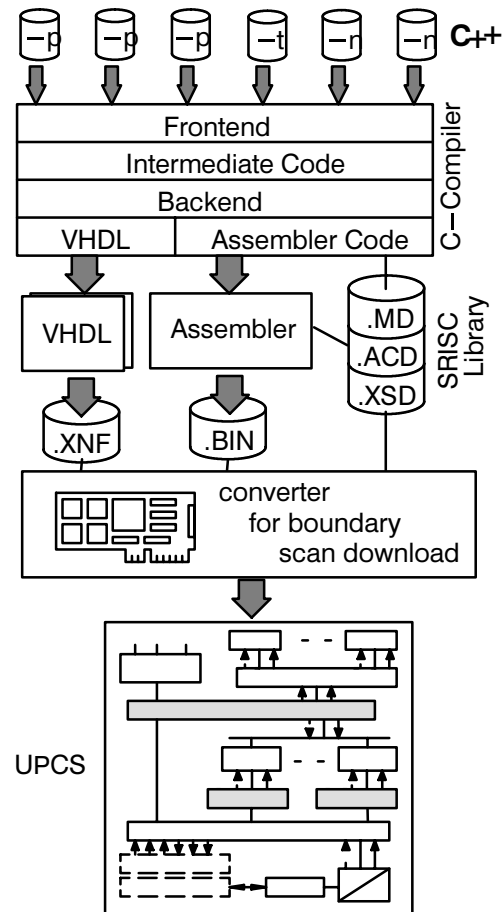 –p –p –p –t –n –n C++
Frontend
Intermediate Code
Backend
VHDL Assembler Code
C–Compiler
VHDL
Assembler
.MD
.ACD
.XSD
SRISC
Library
.XNF
.BIN
converter
for boundary
scan download
UPCS